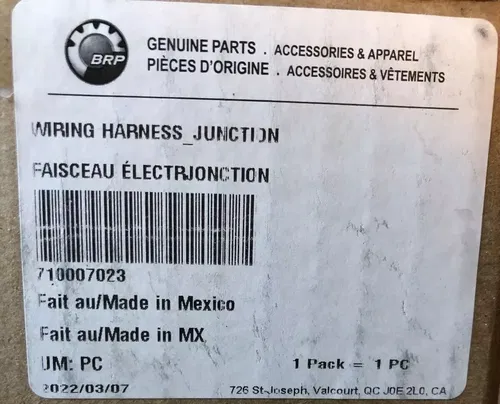 BRP
GENUINE PARTS . ACCESSORIES & APPAREL
PIÈCES D'ORIGINE . ACCESSOIRES & VÊTEMENTS
WIRING HARNESS_JUNCTION
FAISCEAU ÉLECTRJONCTION
710007023
Fait au/Made in Mexico
Fait au/Made in MX
UM: PC 1 Pack = 1 PC
2022/03/07 726 St-Joseph, Valcourt, QC J0E 2L0, CA